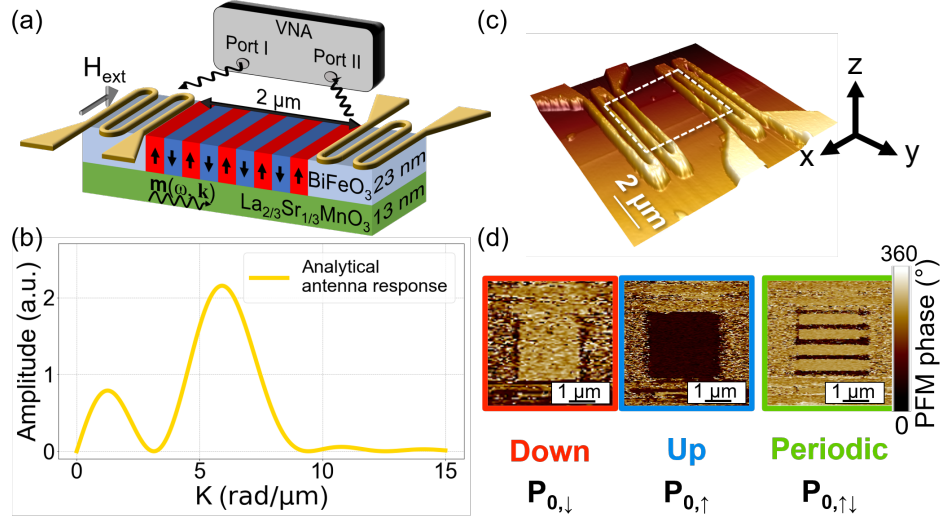 (a)
VNA
Port I
Port II
H_ext
2 μm
BiFeO₃
23 nm
m(ω, k)
La₂/₃Sr₁/₃MnO₃
13 nm
(b)
Amplitude (a.u.)
2
1
0
Analytical
antenna response
0
5
10
15
K (rad/μm)
(c)
2 μm
z
x
y
(d)
1 μm
1 μm
1 μm
360
0
PFM phase (°)
Down
Up
Periodic
P₀,↓
P₀,↑
P₀,↑↓